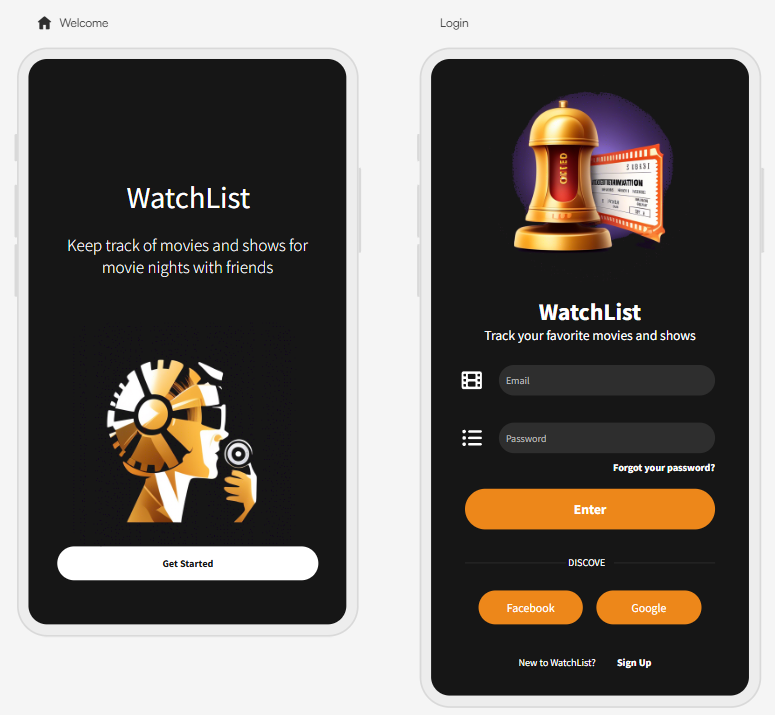 Welcome
WatchList
Keep track of movies and shows for
movie nights with friends
Get Started
Login
WatchList
Track your favorite movies and shows
Email
Password
Forgot your password?
Enter
DISCOVE
Facebook
Google
New to WatchList? Sign Up